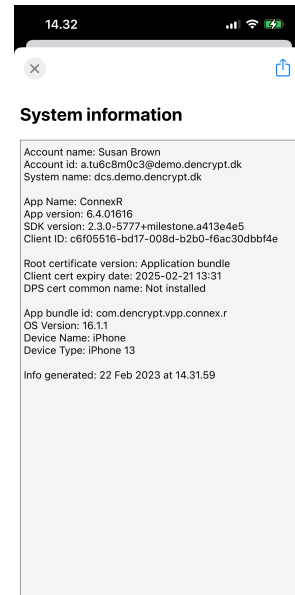 14.32
System information
Account name: Susan Brown
Account id: a.tu6c8m0c3@demo.dencrypt.dk
System name: dcs.demo.dencrypt.dk
App Name: ConnexR
App version: 6.4.01616
SDK version: 2.3.0-5777+milestone.a413e4e5
Client ID: c6f05516-bd17-008d-b2b0-f6ac30dbbf4e
Root certificate version: Application bundle
Client cert expiry date: 2025-02-21 13:31
DPS cert common name: Not installed
App bundle id: com.dencrypt.vpp.connex.r
OS Version: 16.1.1
Device Name: iPhone
Device Type: iPhone 13
Info generated: 22 Feb 2023 at 14.31.59